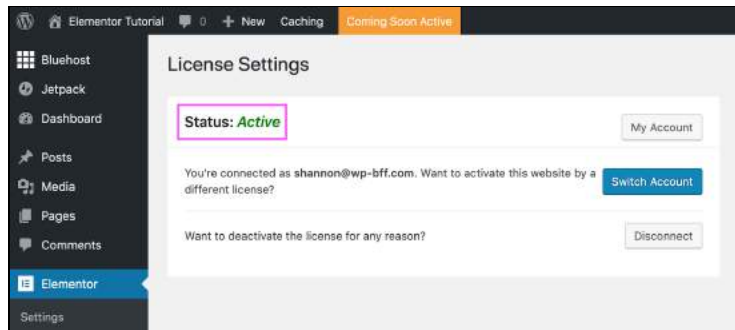 Elementor Tutorial 0 + New Caching Coming Soon Active
Bluehost
Jetpack
Dashboard
Posts
Media
Pages
Comments
Elementor
Settings
License Settings
Status: Active
My Account
You're connected as shannon@wp-bff.com. Want to activate this website by a
different license?
Switch Account
Want to deactivate the license for any reason?
Disconnect